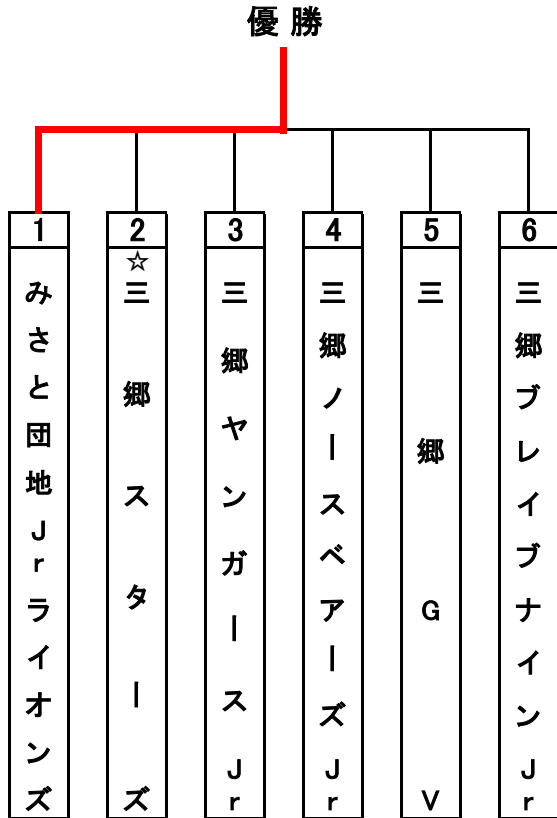 優勝
1
みさと団地Jrライオンズ
2
☆三郷スターズ
3
三郷ヤンガースJr
4
三郷ノースベアーズJr
5
三郷GV
6
三郷ブレイブナインJr